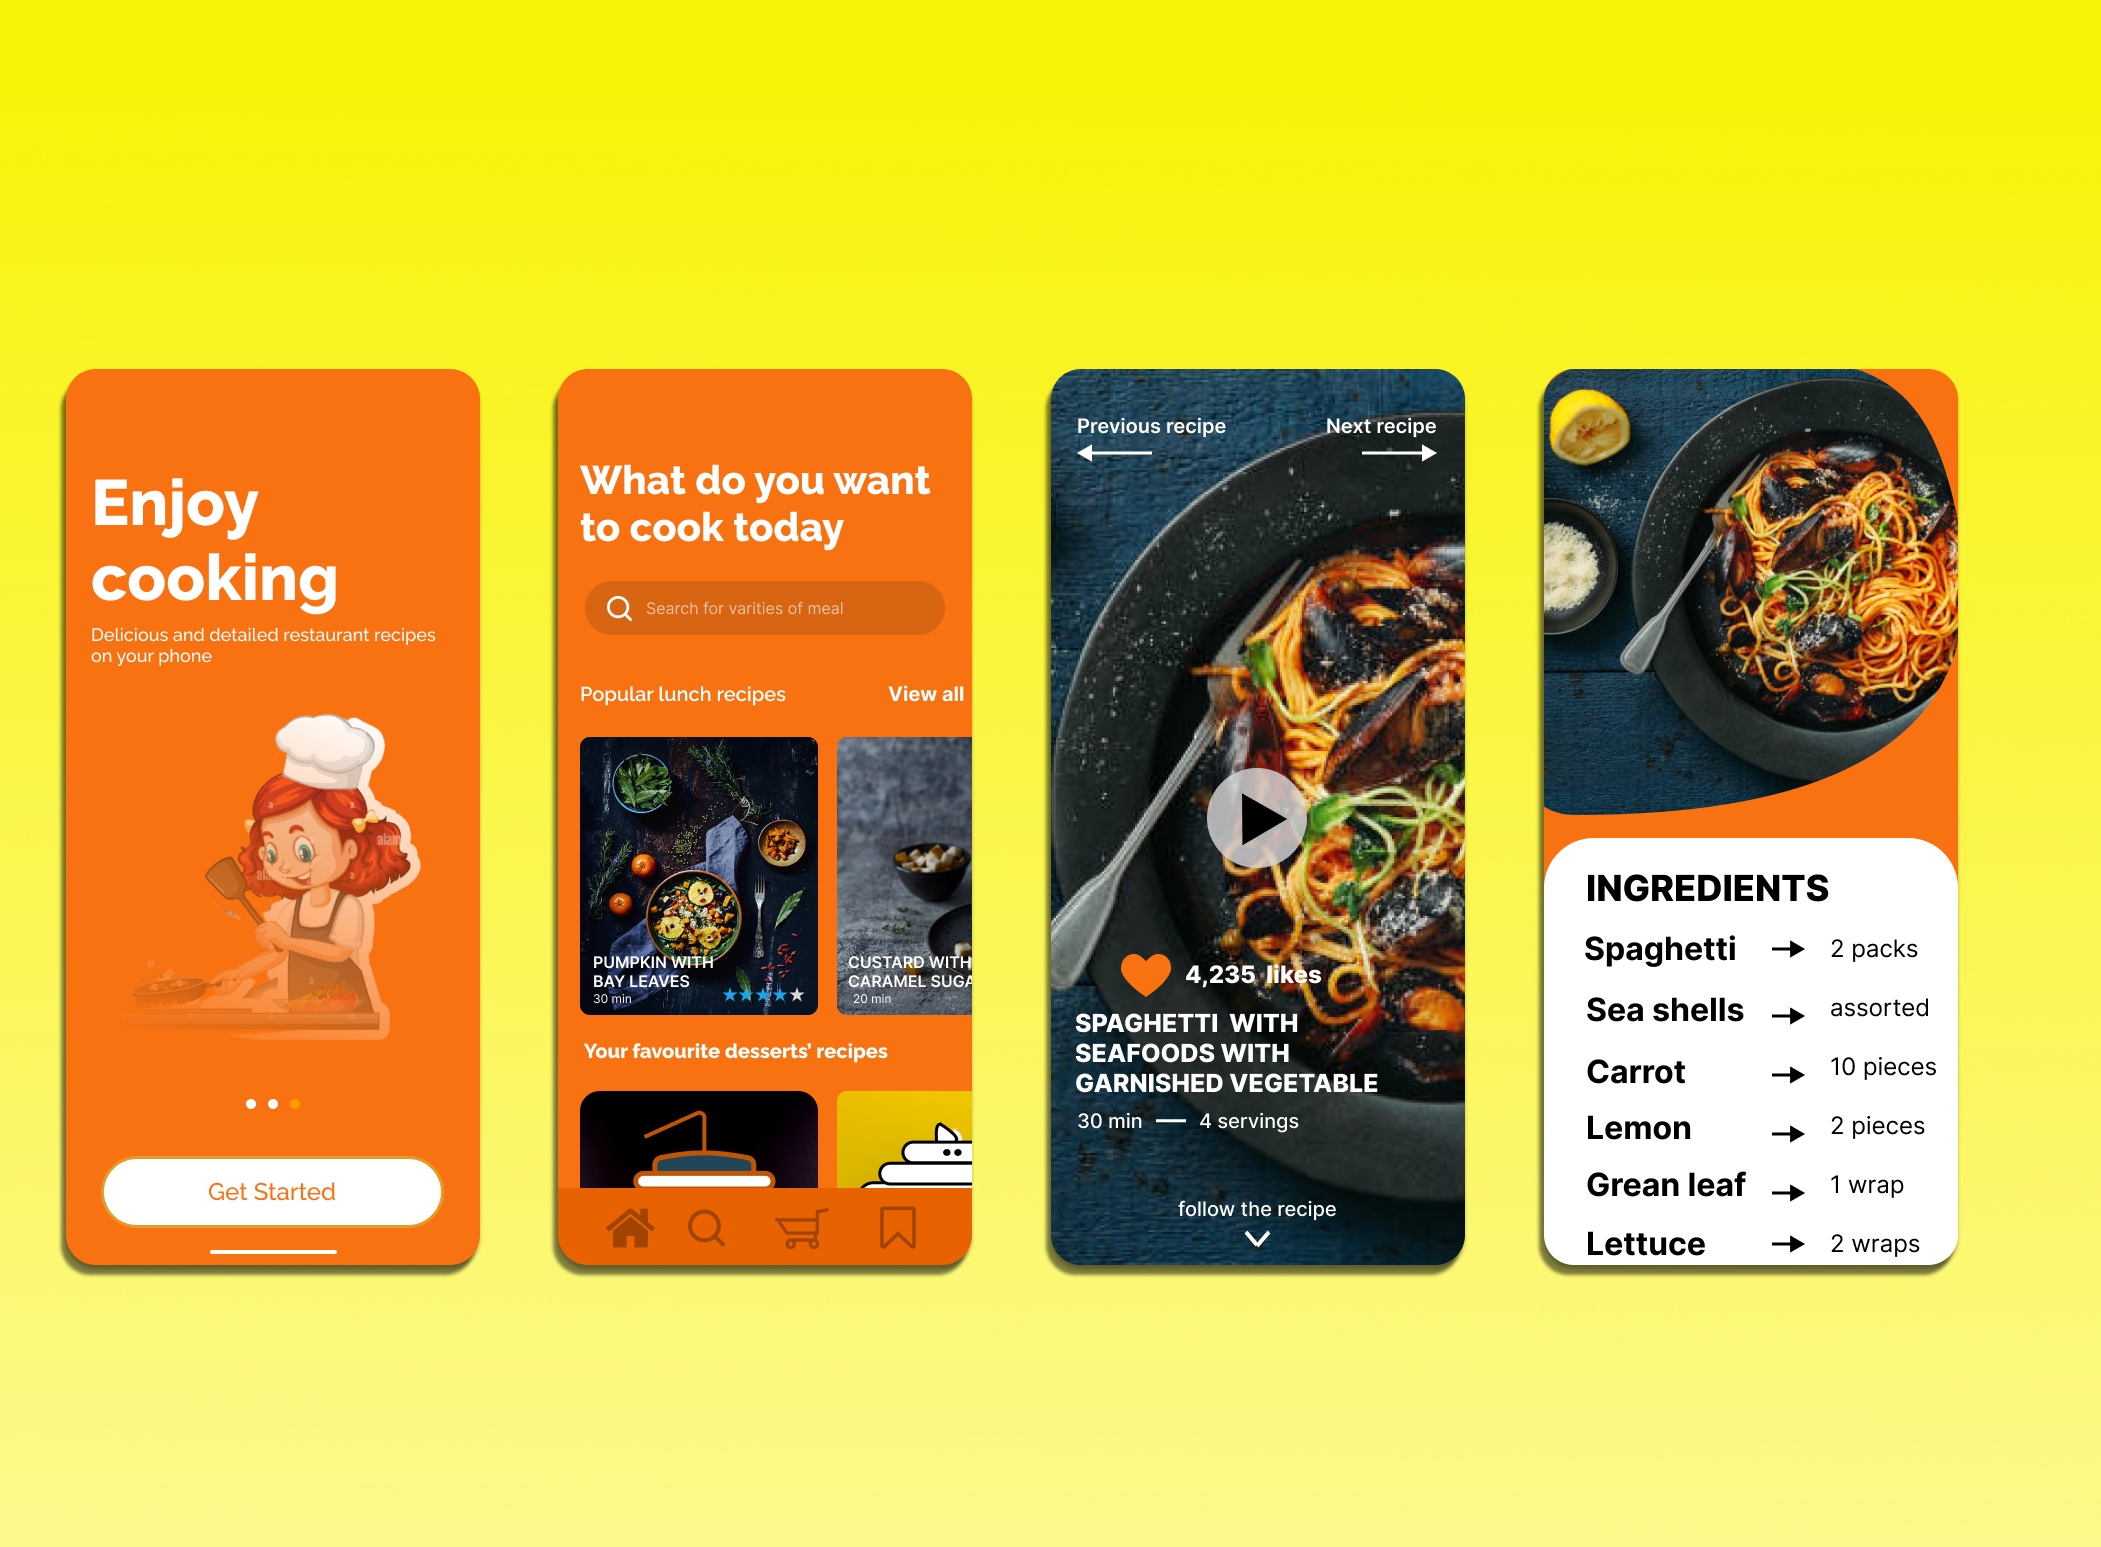 Enjoy
cooking
Delicious and detailed restaurant recipes
on your phone
a
a
alam
ala
a
Get Started
What do you want
to cook today
Search for varities of meal
Popular lunch recipes
View all
PUMPKIN WITH
BAY LEAVES
30 min
CUSTARD WITH
CARAMEL SUGA
20 min
Your favourite desserts' recipes
Previous recipe
Next recipe
4,235 likes
SPAGHETTI WITH
SEAFOODS WITH
GARNISHED VEGETABLE
30 min — 4 servings
follow the recipe
INGREDIENTS
Spaghetti → 2 packs
Sea shells → assorted
Carrot → 10 pieces
Lemon → 2 pieces
Grean leaf → 1 wrap
Lettuce → 2 wraps